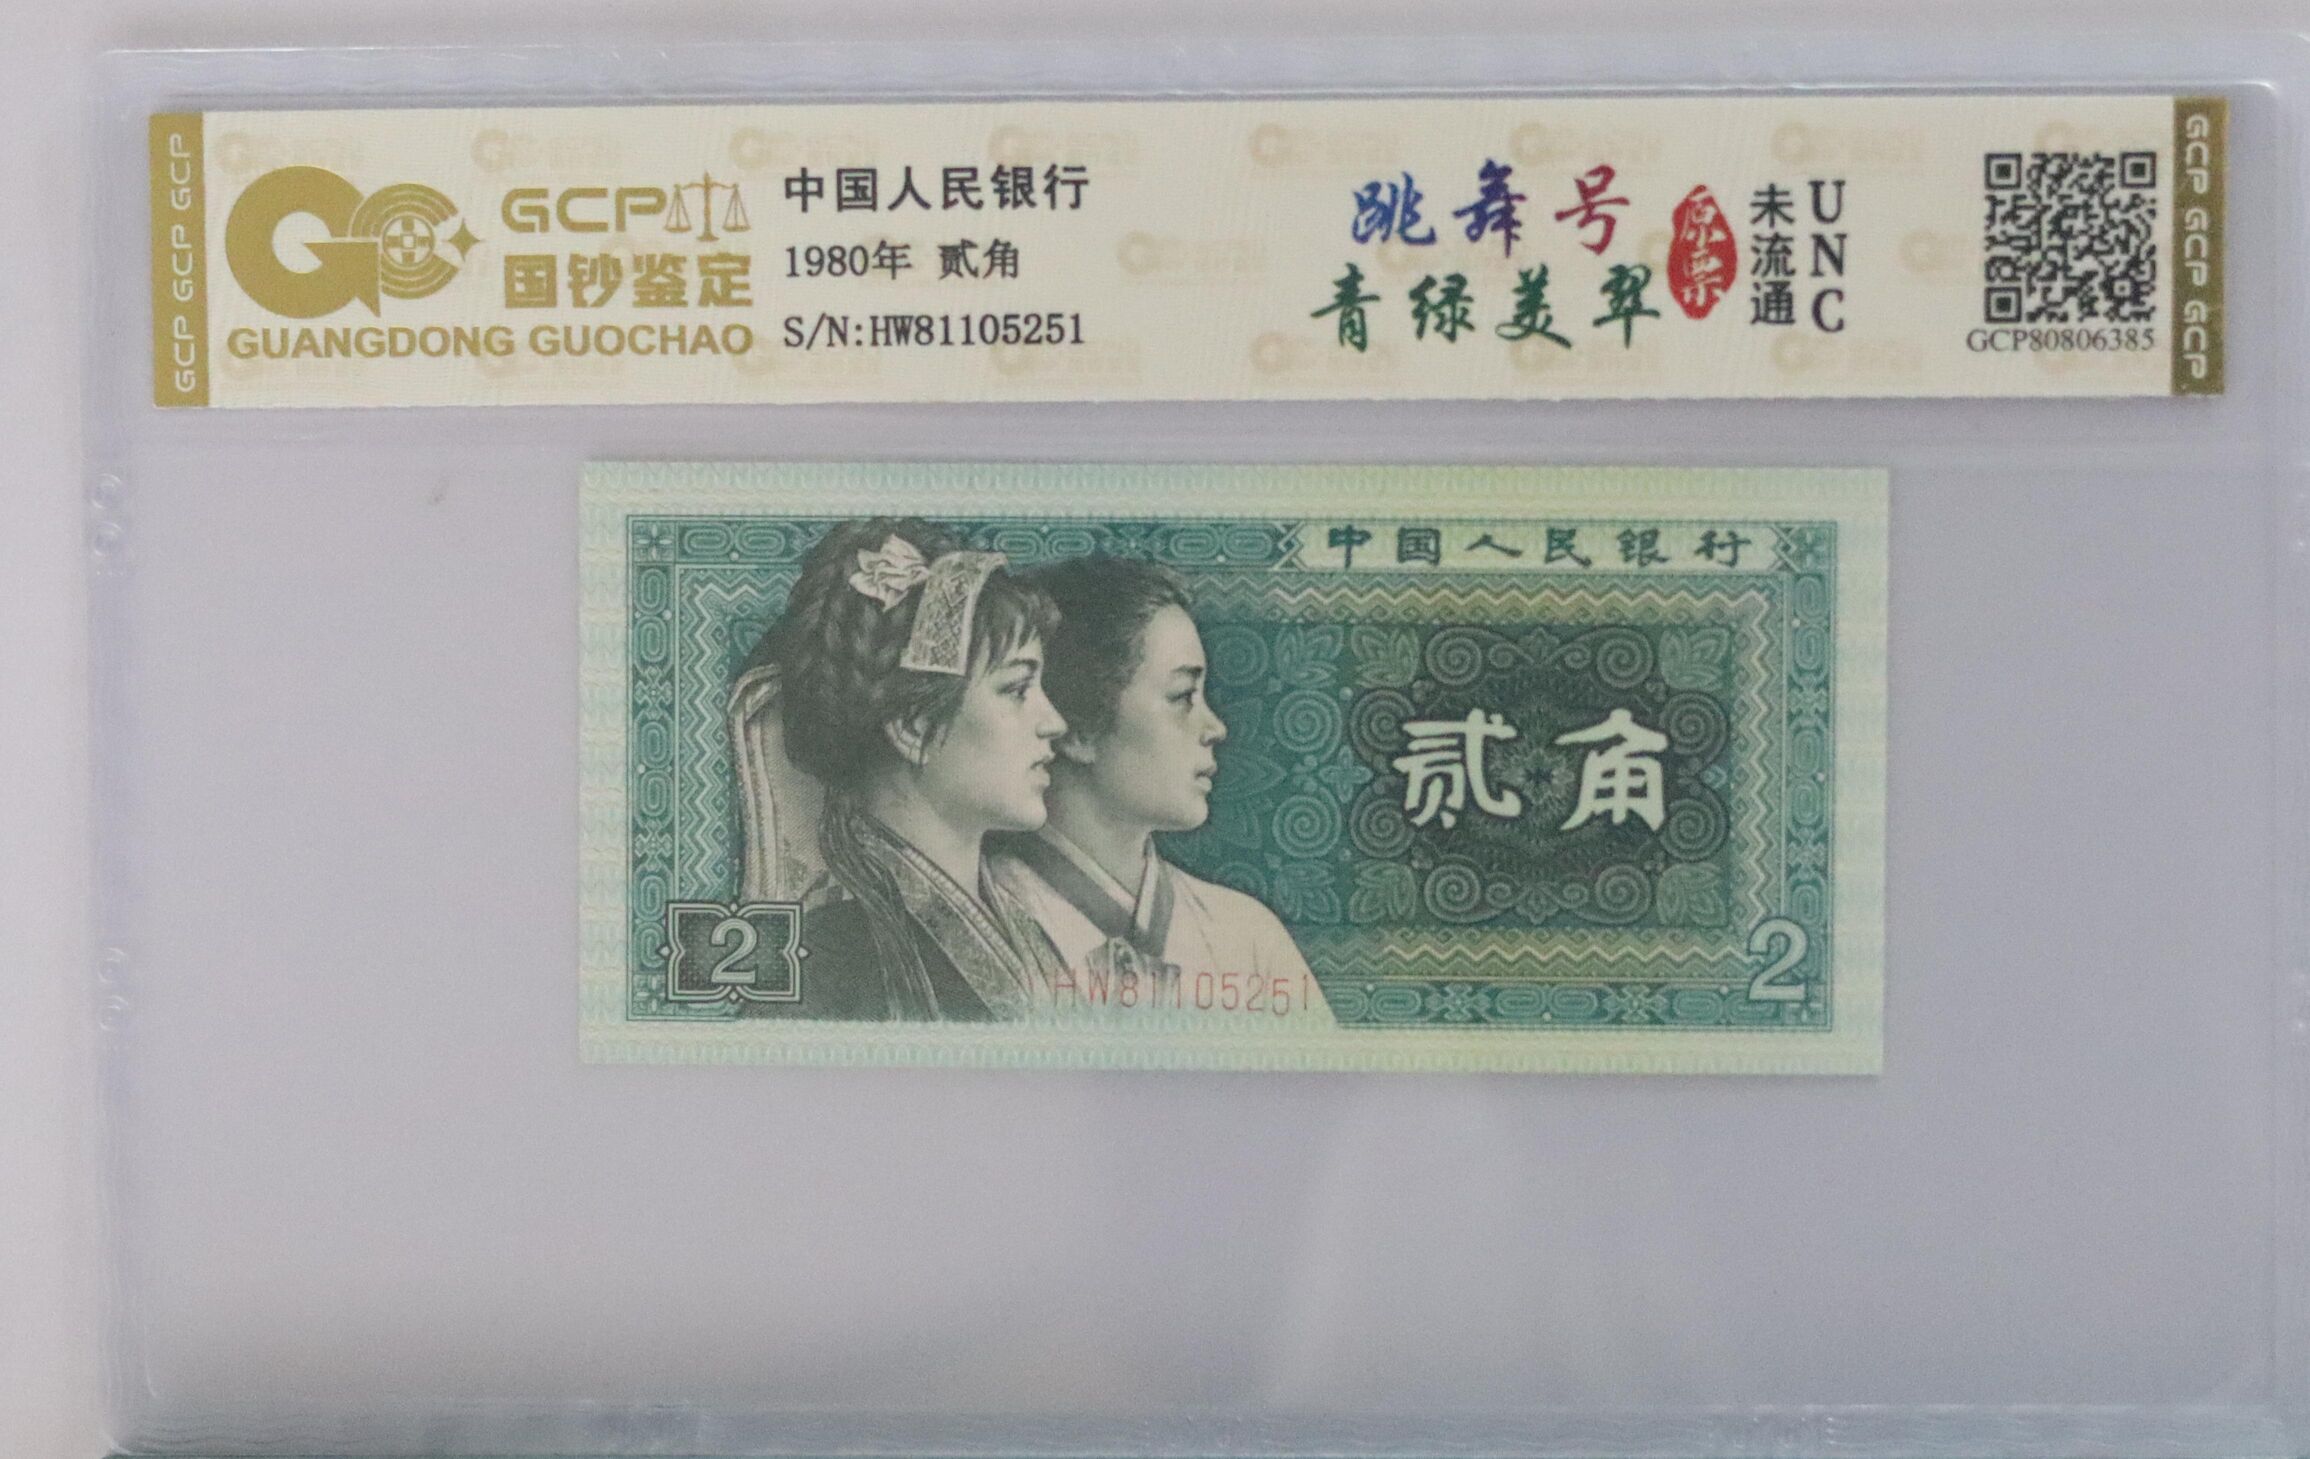 GCP GCP GCP
GCP
国钞鉴定
GUANGDONG GUOCHAO
中国人民银行
1980年 贰角
S/N:HW81105251
跳舞号
青绿美翠
原票
未流通
UNC
GCP80806385
GCP GCP GCP
中国人民银行
贰角
2
HW81105251
2